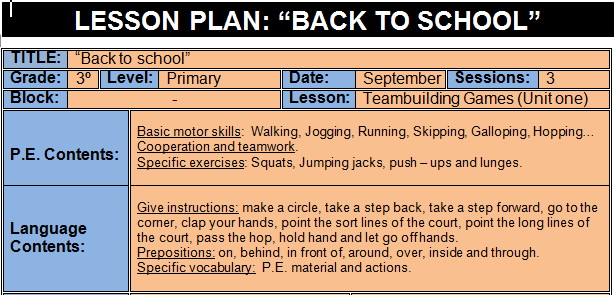 LESSON PLAN: “BACK TO SCHOOL”
TITLE: “Back to school”
Grade: 3º Level: Primary Date: September Sessions: 3
Block: - Lesson: Teambuilding Games (Unit one)
P.E. Contents:
Basic motor skills: Walking, Jogging, Running, Skipping, Galloping, Hopping...
Cooperation and teamwork.
Specific exercises: Squats, Jumping jacks, push – ups and lunges.
Language Contents:
Give instructions: make a circle, take a step back, take a step forward, go to the
corner, clap your hands, point the sort lines of the court, point the long lines of
the court, pass the hop, hold hand and let go off hands.
Prepositions: on, behind, in front of, around, over, inside and through.
Specific vocabulary: P.E. material and actions.